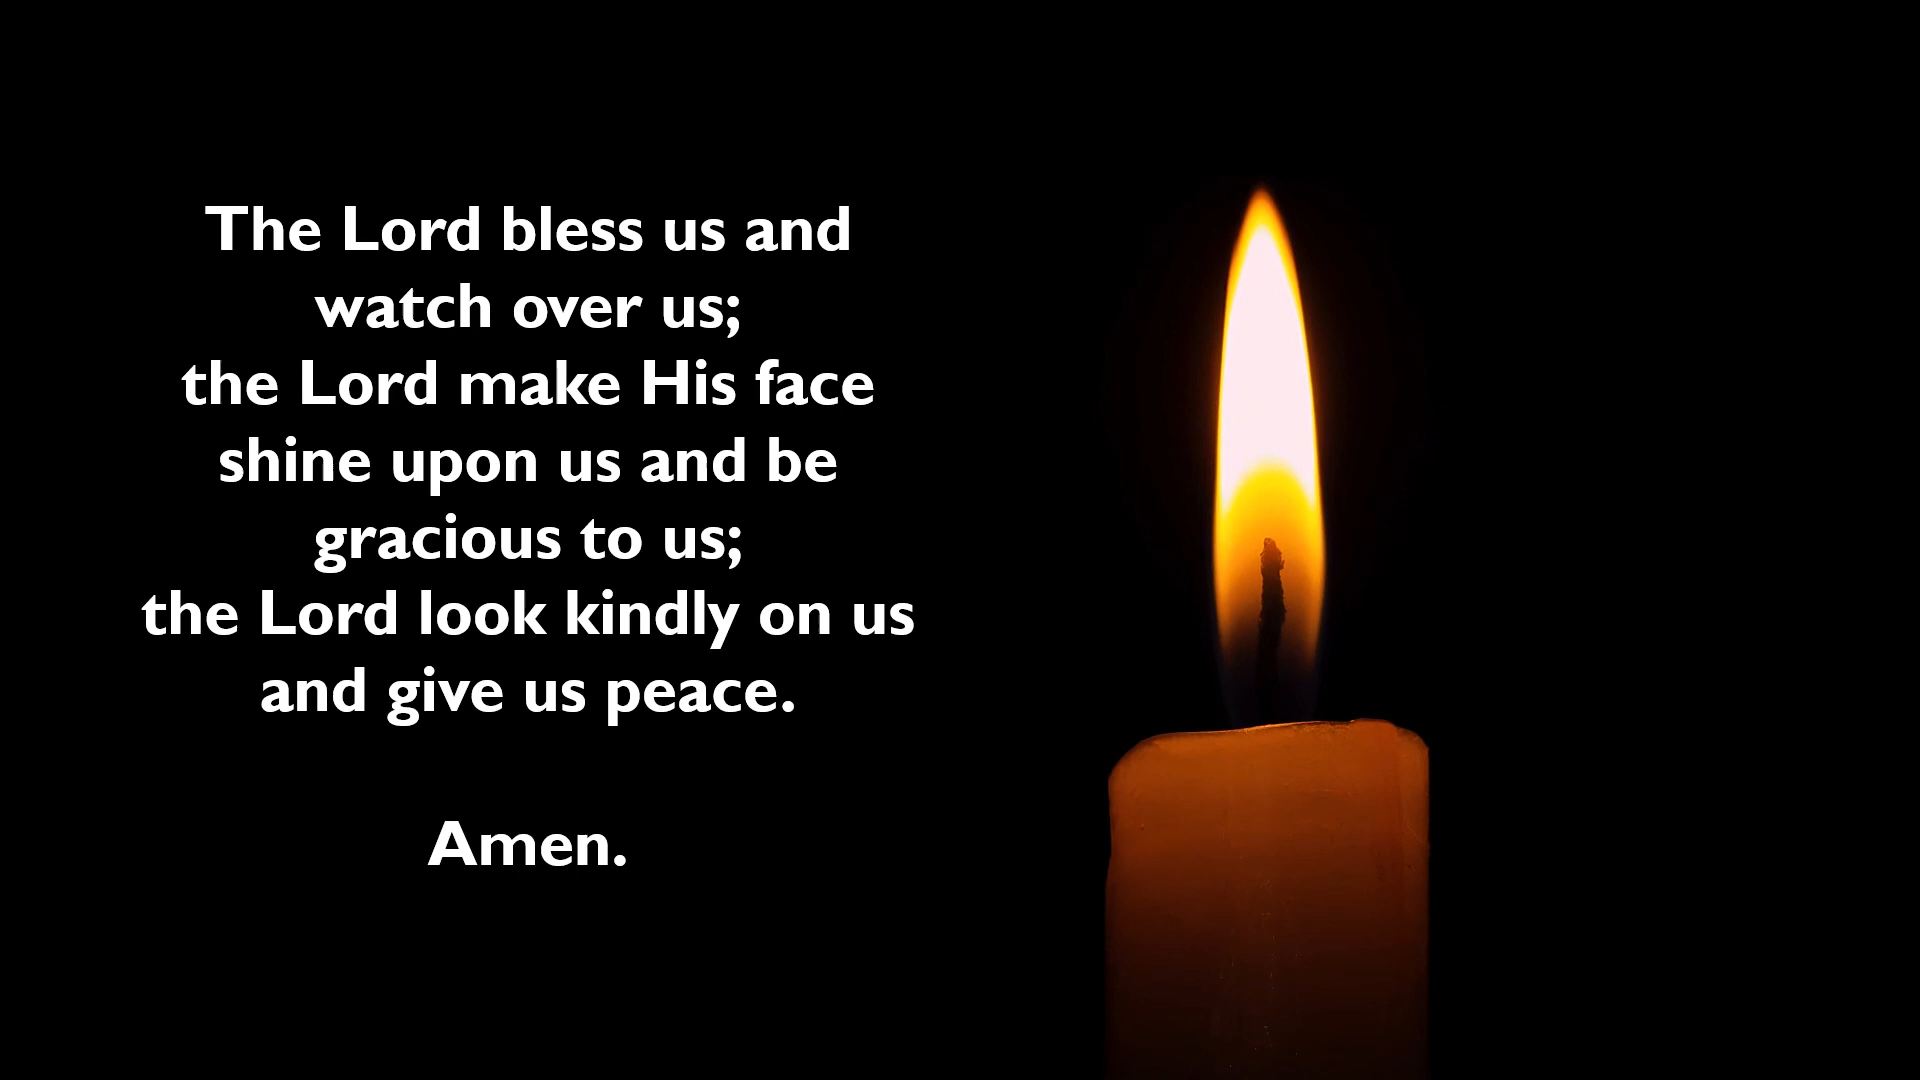 The Lord bless us and
watch over us;
the Lord make His face
shine upon us and be
gracious to us;
the Lord look kindly on us
and give us peace.
Amen.